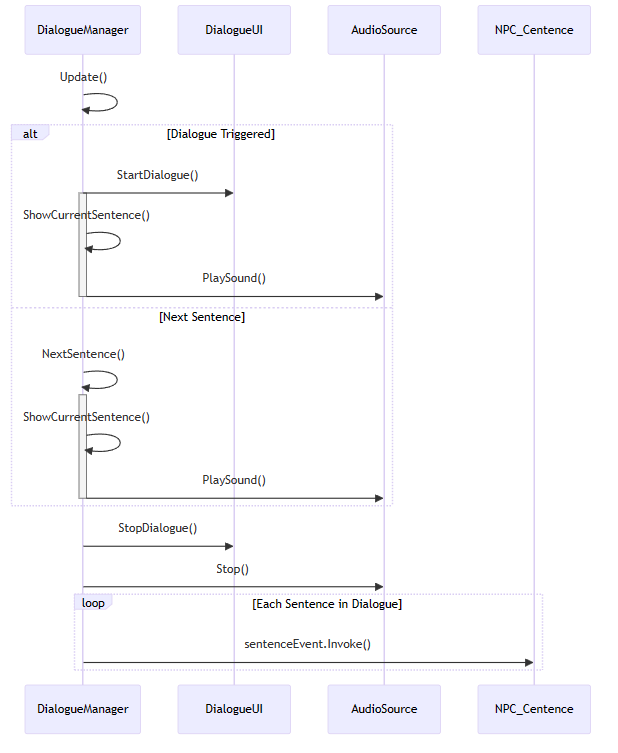 DialogueManager DialogueUI AudioSource NPC_Centence
Update()
alt [Dialogue Triggered]
StartDialogue()
ShowCurrentSentence()
PlaySound()
[Next Sentence]
NextSentence()
ShowCurrentSentence()
PlaySound()
StopDialogue()
Stop()
loop [Each Sentence in Dialogue]
sentenceEvent.Invoke()
DialogueManager DialogueUI AudioSource NPC_Centence